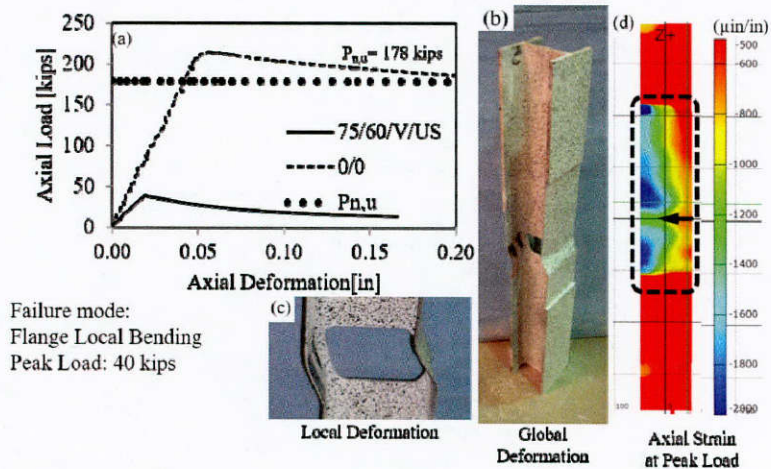 (a)
P_n,u = 178 kips
Axial Load [kips]
250
200
150
100
50
0
75/60/V/US
0/0
Pn,u
0.00
0.05
0.10
0.15
0.20
Axial Deformation[in]
Failure mode:
Flange Local Bending
Peak Load: 40 kips
(c)
Local Deformation
(b)
Global
Deformation
(d)
(µin/in)
Z+
-500
-800
-1000
-1200
-1400
-1600
-1800
-2000
Axial Strain
at Peak Load